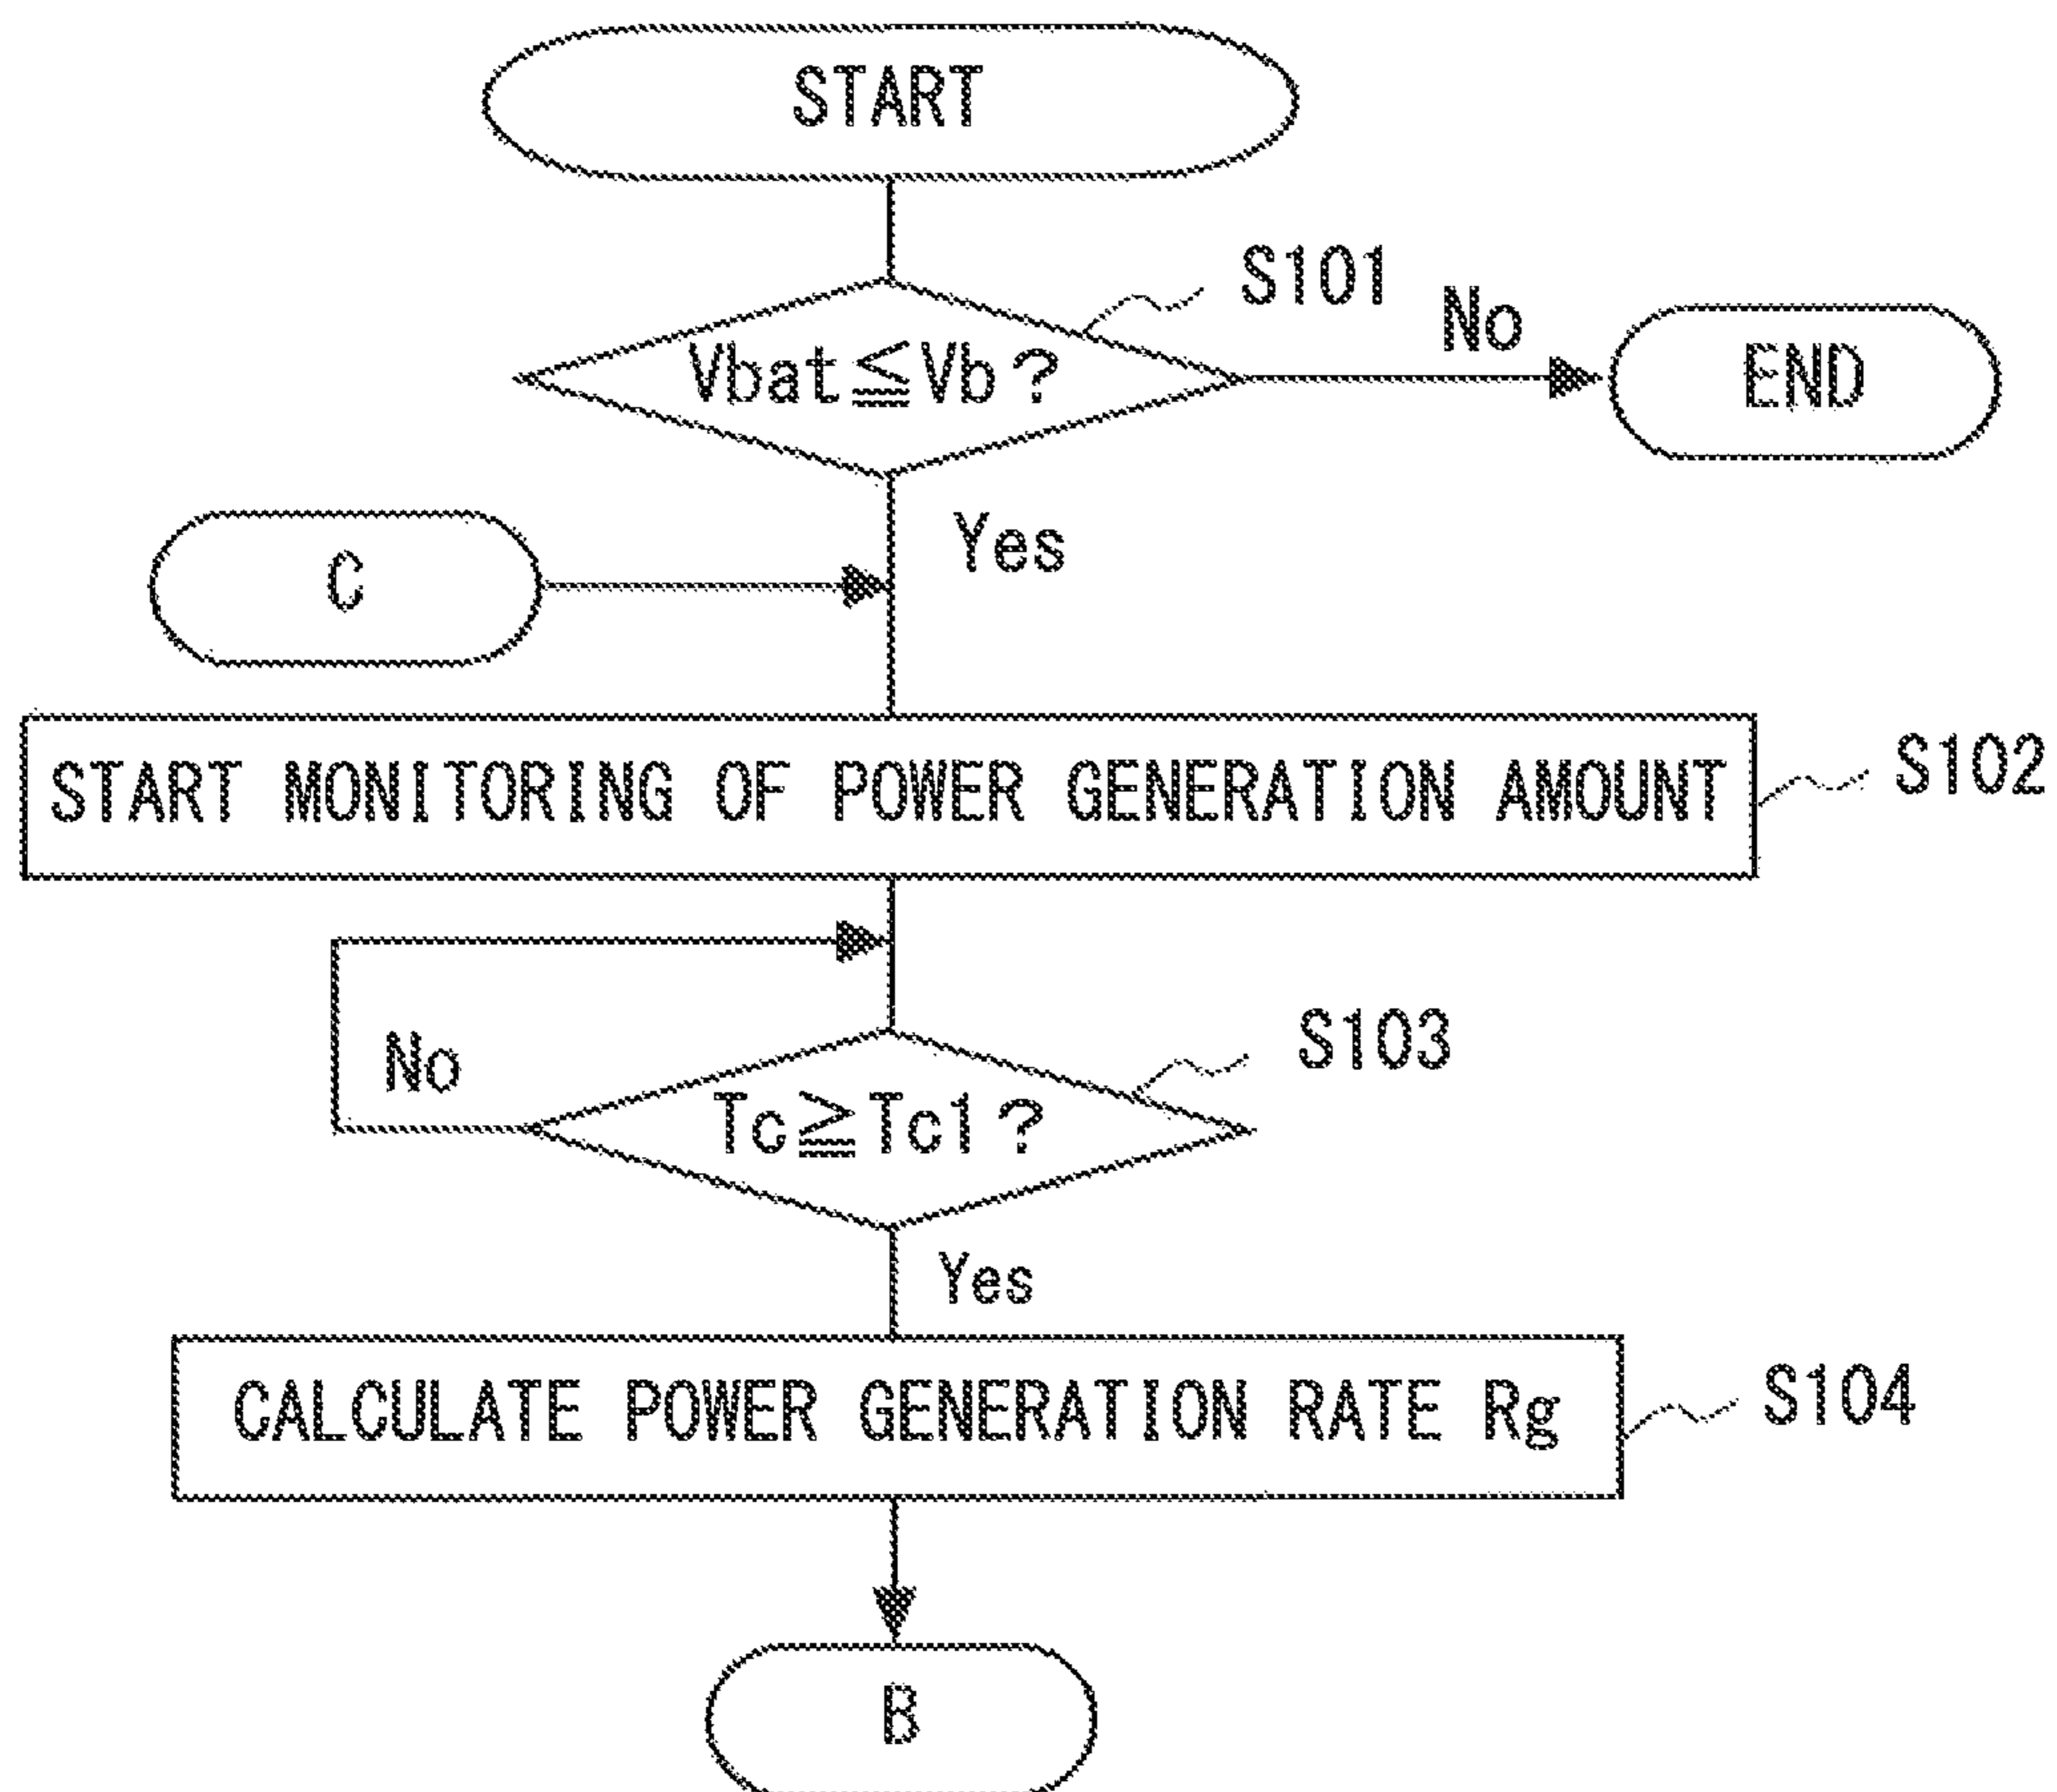 START
S101
Vbat≦Vb?
No
END
Yes
C
START MONITORING OF POWER GENERATION AMOUNT
S102
No
S103
Tc≧Tc1?
Yes
CALCULATE POWER GENERATION RATE Rg
S104
B